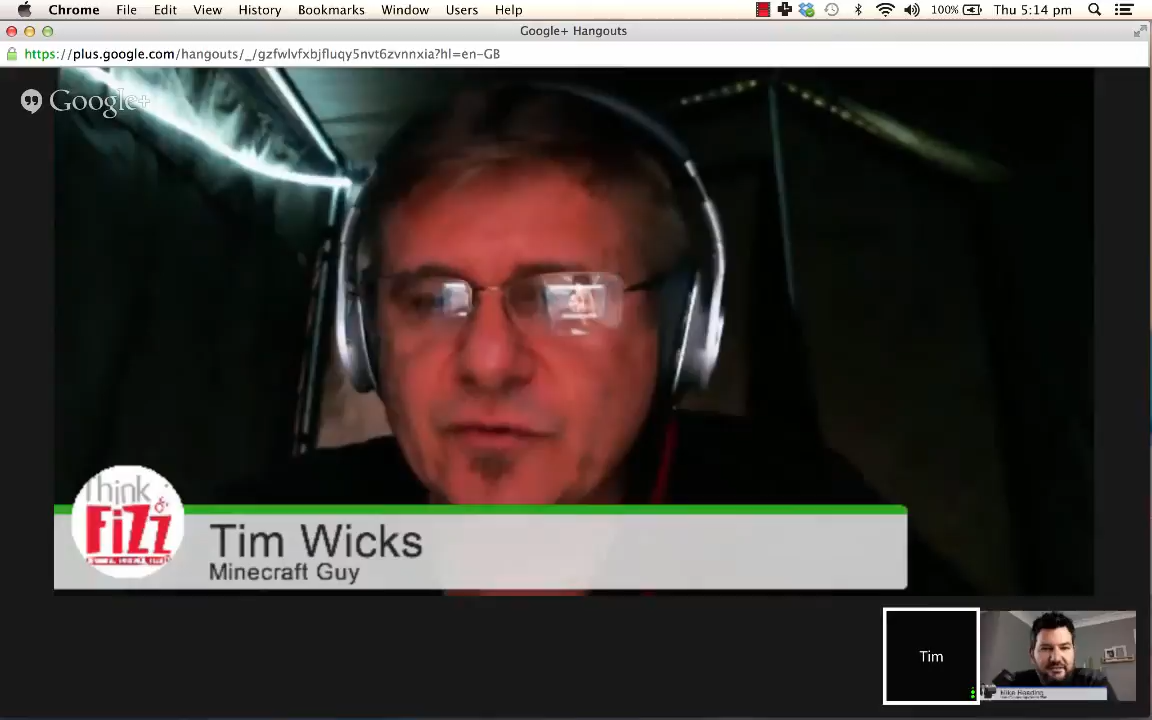 Chrome File Edit View History Bookmarks Window Users Help 100% Thu 5:14 pm
Google+ Hangouts
https://plus.google.com/hangouts/_/gzfwlvfxbjfluqy5nvt6zvnnxia?hl=en-GB
Google+
Think
FiZZ
Tim Wicks
Minecraft Guy
Tim